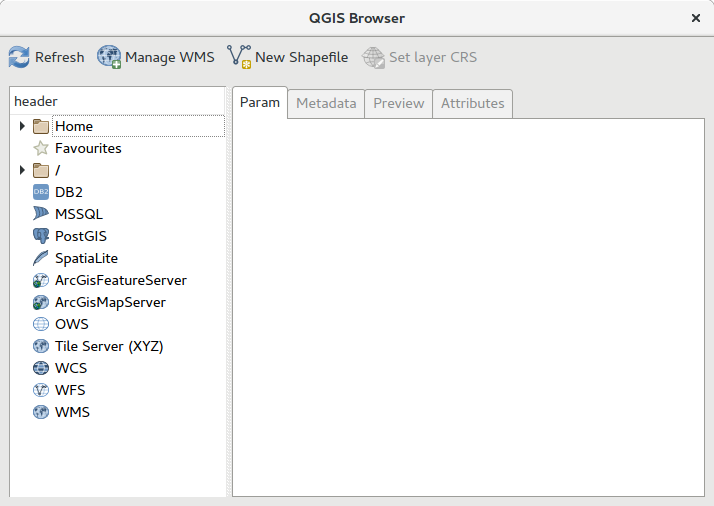 QGIS Browser
Refresh Manage WMS New Shapefile Set layer CRS
header
Param Metadata Preview Attributes
Home
Favourites
/
DB2 DB2
MSSQL
PostGIS
SpatiaLite
ArcGisFeatureServer
ArcGisMapServer
OWS
Tile Server (XYZ)
WCS
WFS
WMS